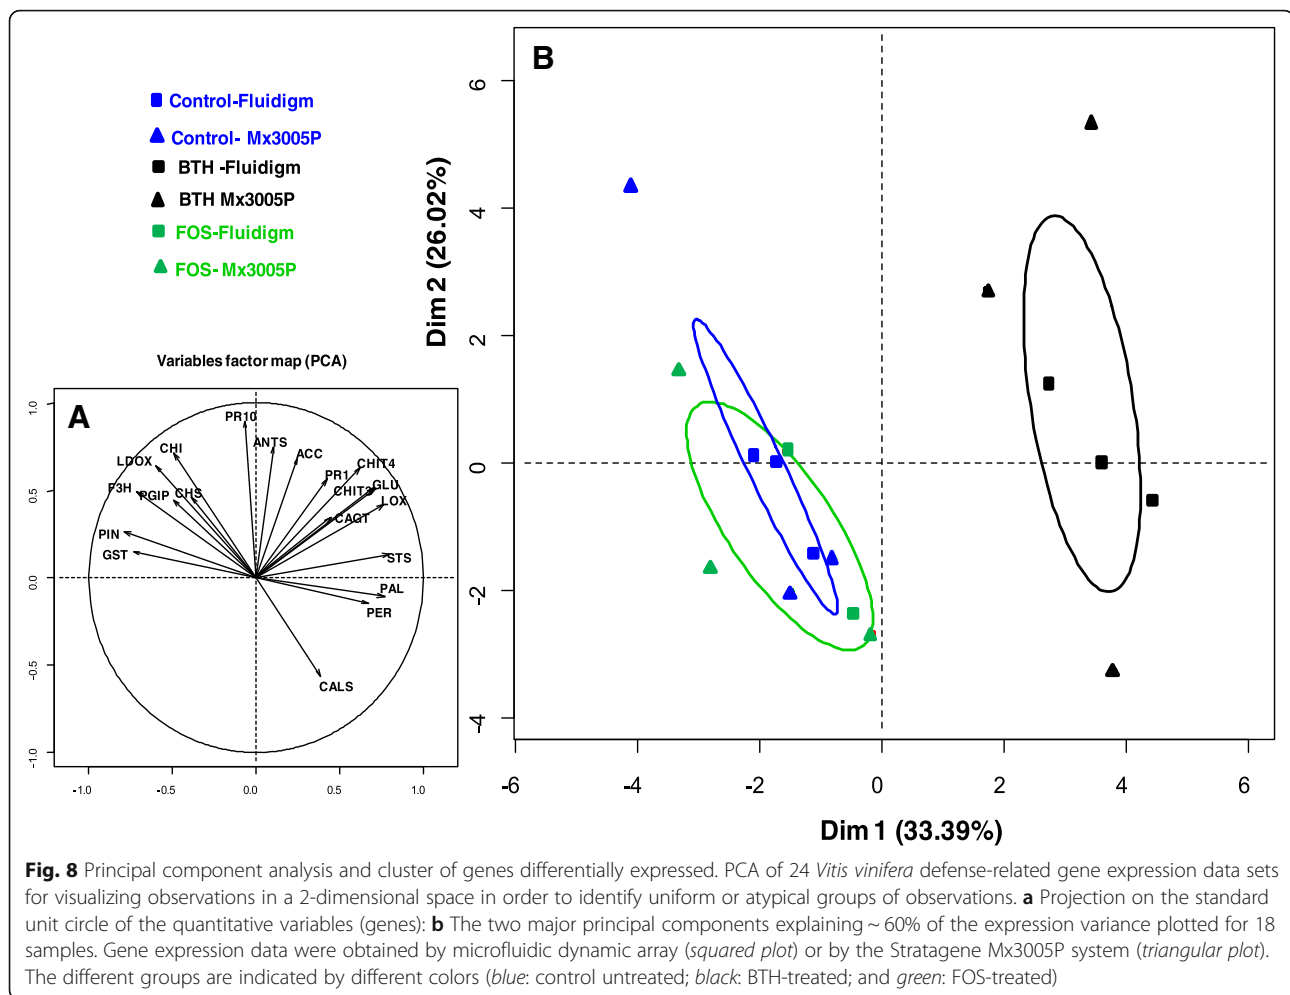 Control-Fluidigm
Control- Mx3005P
BTH -Fluidigm
BTH Mx3005P
FOS-Fluidigm
FOS- Mx3005P
Variables factor map (PCA)
A
1.0
0.5
0.0
-0.5
-1.0
PR10
ANTS
ACC
CHI
LDOX
F3H
PGIP
CHS
PIN
GST
PR1
CHIT4
CHIT3
GLU
LOX
CAGT
STS
PAL
PER
CALS
-1.0
-0.5
0.0
0.5
1.0
B
Dim 2 (26.02%)
6
4
2
0
-2
-4
-6
-4
-2
0
2
4
6
Dim 1 (33.39%)
Fig. 8 Principal component analysis and cluster of genes differentially expressed. PCA of 24 Vitis vinifera defense-related gene expression data sets
for visualizing observations in a 2-dimensional space in order to identify uniform or atypical groups of observations. a Projection on the standard
unit circle of the quantitative variables (genes): b The two major principal components explaining ~ 60% of the expression variance plotted for 18
samples. Gene expression data were obtained by microfluidic dynamic array (squared plot) or by the Stratagene Mx3005P system (triangular plot).
The different groups are indicated by different colors (blue: control untreated; black: BTH-treated; and green: FOS-treated)